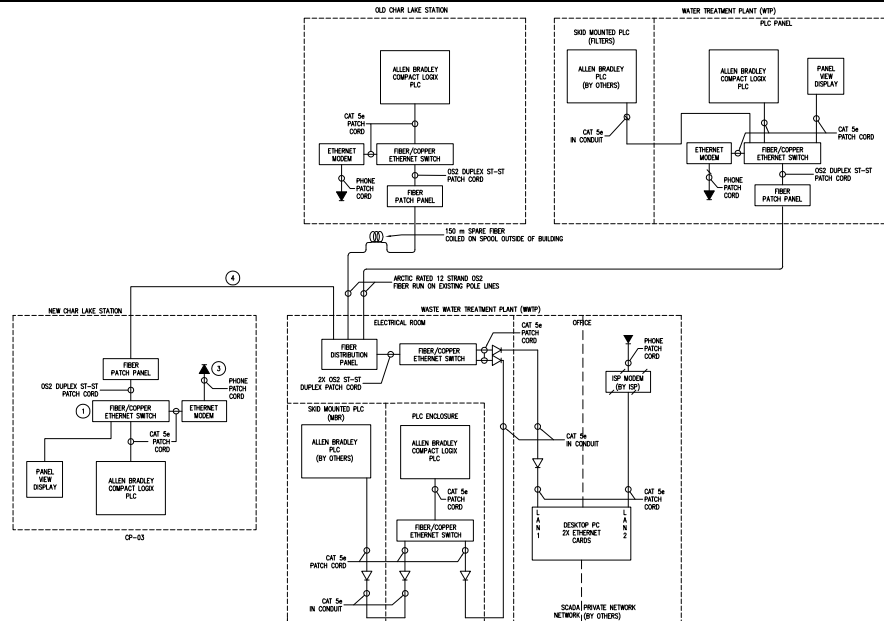 OLD CHAR LAKE STATION
ALLEN BRADLEY
COMPACT LOGIX
PLC
CAT 5e
PATCH
CORD
ETHERNET
MODEM
FIBER/COPPER
ETHERNET SWITCH
PHONE
PATCH
CORD
OS2 DUPLEX ST-ST
PATCH CORD
FIBER
PATCH PANEL
150 m SPARE FIBER
COILED ON SPOOL OUTSIDE OF BUILDING
WATER TREATMENT PLANT (WTP)
PLC PANEL
SKID MOUNTED PLC
(FILTERS)
ALLEN BRADLEY
PLC
(BY OTHERS)
ALLEN BRADLEY
COMPACT LOGIX
PLC
PANEL
VIEW
DISPLAY
CAT 5e
IN CONDUIT
CAT 5e
PATCH
CORD
ETHERNET
MODEM
FIBER/COPPER
ETHERNET SWITCH
PHONE
PATCH
CORD
OS2 DUPLEX ST-ST
PATCH CORD
FIBER
PATCH PANEL
4
ARCTIC RATED 12 STRAND OS2
FIBER RUN ON EXISTING POLE LINES
NEW CHAR LAKE STATION
FIBER
PATCH PANEL
3
OS2 DUPLEX ST-ST
PATCH CORD
PHONE
PATCH
CORD
1
FIBER/COPPER
ETHERNET SWITCH
ETHERNET
MODEM
CAT 5e
PATCH
CORD
PANEL
VIEW
DISPLAY
ALLEN BRADLEY
COMPACT LOGIX
PLC
CP-03
WASTE WATER TREATMENT PLANT (WWTP)
ELECTRICAL ROOM
OFFICE
FIBER
DISTRIBUTION
PANEL
FIBER/COPPER
ETHERNET SWITCH
CAT 5e
PATCH
CORD
2X OS2 ST-ST
DUPLEX PATCH CORD
PHONE
PATCH
CORD
ISP MODEM
(BY ISP)
SKID MOUNTED PLC
(MBR)
ALLEN BRADLEY
PLC
(BY OTHERS)
PLC ENCLOSURE
ALLEN BRADLEY
COMPACT LOGIX
PLC
CAT 5e
PATCH
CORD
CAT 5e
IN CONDUIT
CAT 5e
PATCH
CORD
FIBER/COPPER
ETHERNET SWITCH
LAN1
DESKTOP PC
2X ETHERNET
CARDS
LAN2
CAT 5e
PATCH CORD
CAT 5e
IN CONDUIT
SCADA
NETWORK
PRIVATE NETWORK
(BY OTHERS)